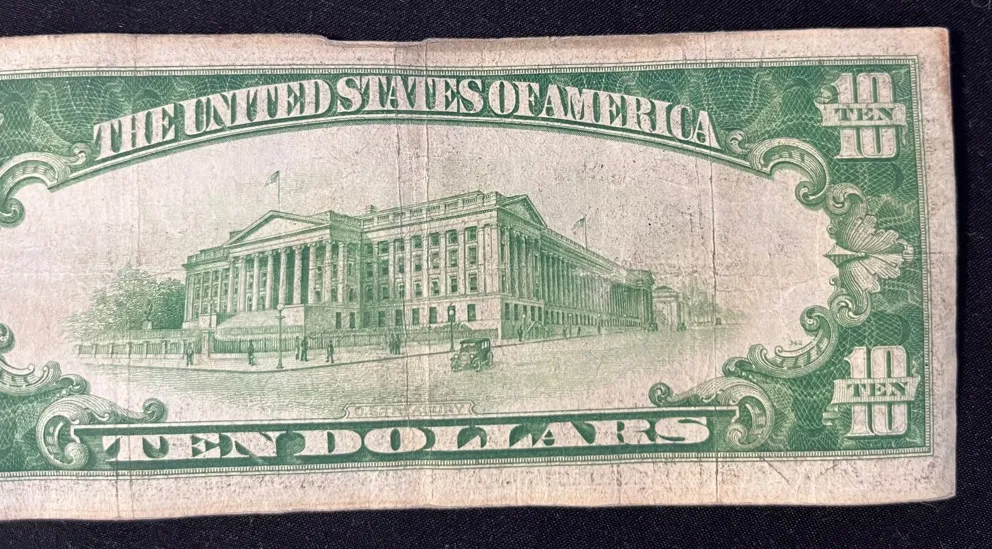 THE UNITED STATES OF AMERICA
10
TEN
10
U.S. TREASURY
TEN DOLLARS
10
TEN
10